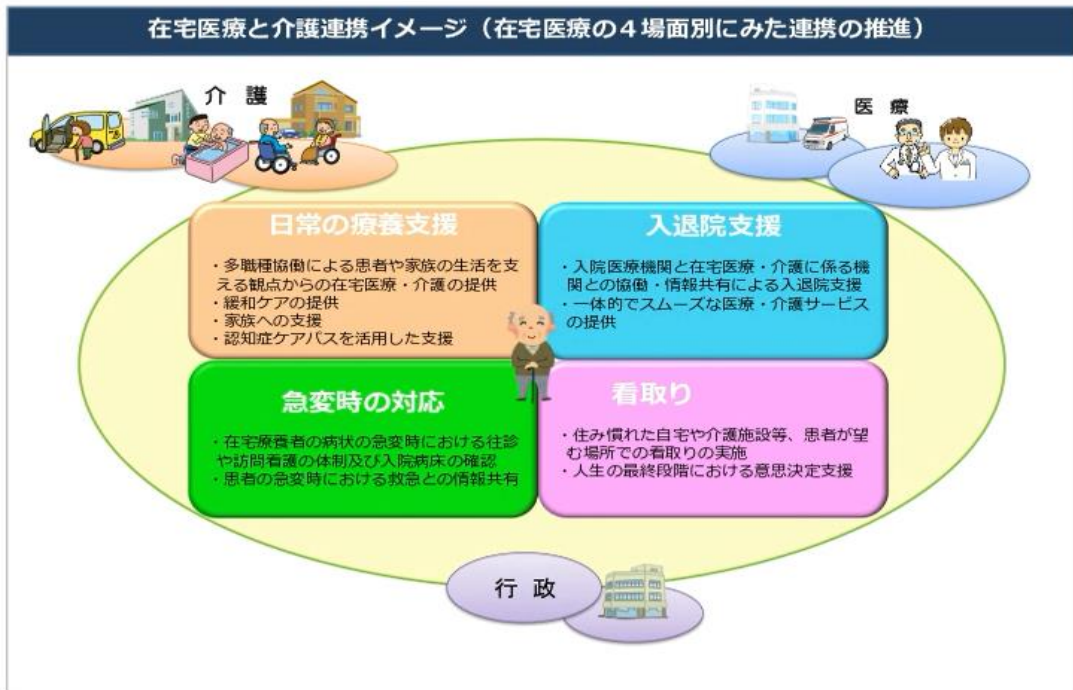 在宅医療と介護連携イメージ（在宅医療の４場面別にみた連携の推進）
介 護
医 療
日常の療養支援
・多職種協働による患者や家族の生活を支
える観点からの在宅医療・介護の提供
・緩和ケアの提供
・家族への支援
・認知症ケアパスを活用した支援
入退院支援
・入院医療機関と在宅医療・介護に係る機
関との協働・情報共有による入退院支援
・一体的でスムーズな医療・介護サービス
の提供
急変時の対応
・在宅療養者の病状の急変時における往診
や訪問看護の体制及び入院病床の確認
・患者の急変時における救急との情報共有
看取り
・住み慣れた自宅や介護施設等、患者が望
む場所での看取りの実施
・人生の最終段階における意思決定支援
行 政